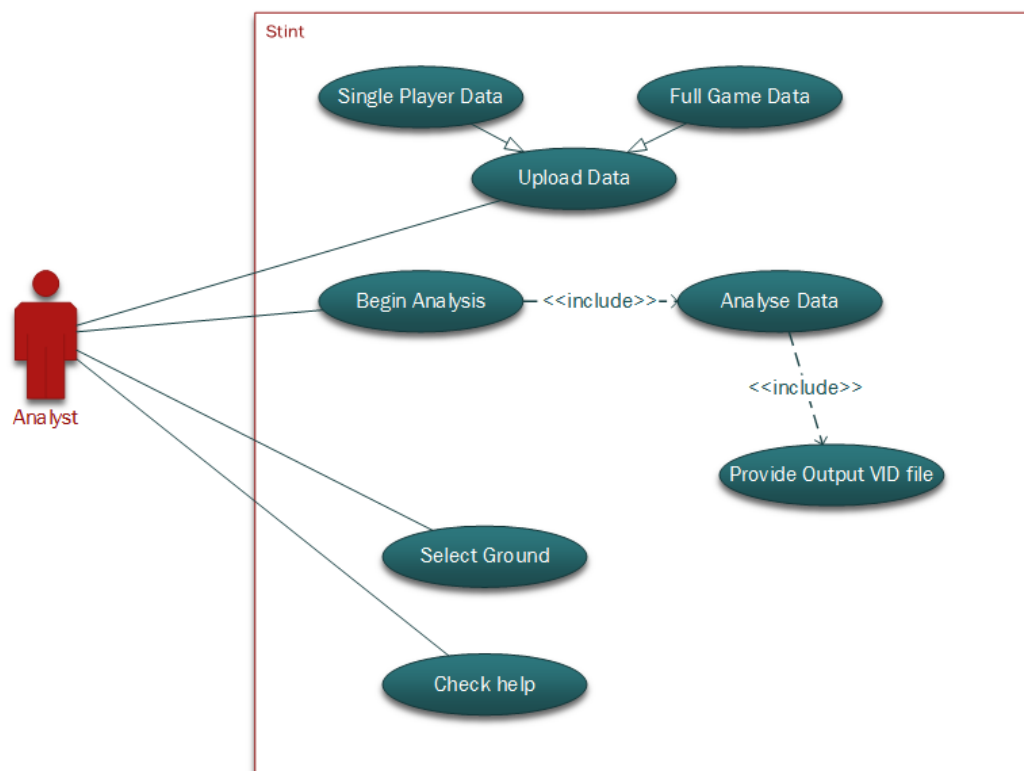 Stint
Single Player Data
Full Game Data
Upload Data
Begin Analysis
<<include>>
Analyse Data
<<include>>
Analyst
Provide Output VID file
Select Ground
Check help